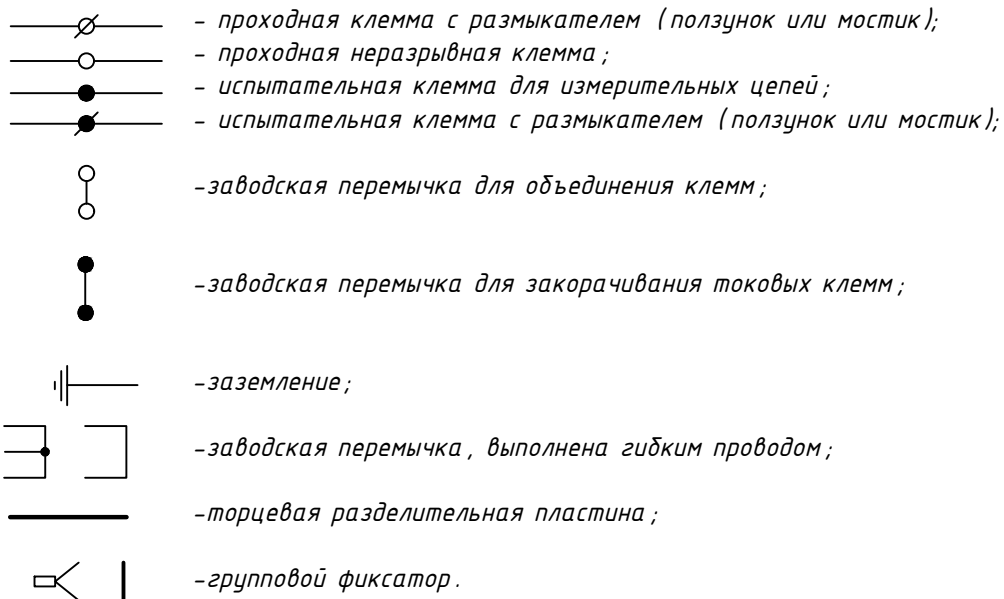 - проходная клемма с размыкателем (ползунок или мостик);
- проходная неразрывная клемма;
- испытательная клемма для измерительных цепей;
- испытательная клемма с размыкателем (ползунок или мостик);
-заводская перемычка для объединения клемм;
-заводская перемычка для закорачивания токовых клемм;
-заземление;
-заводская перемычка, выполнена гибким проводом;
-торцевая разделительная пластина;
-групповой фиксатор.